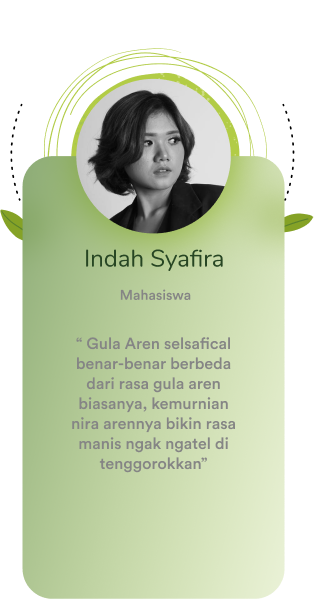 Indah Syafira
Mahasiswa
“ Gula Aren selsafical
benar-benar berbeda
dari rasa gula aren
biasanya, kemurnian
nira arennya bikin rasa
manis ngak ngatel di
tenggorokkan”